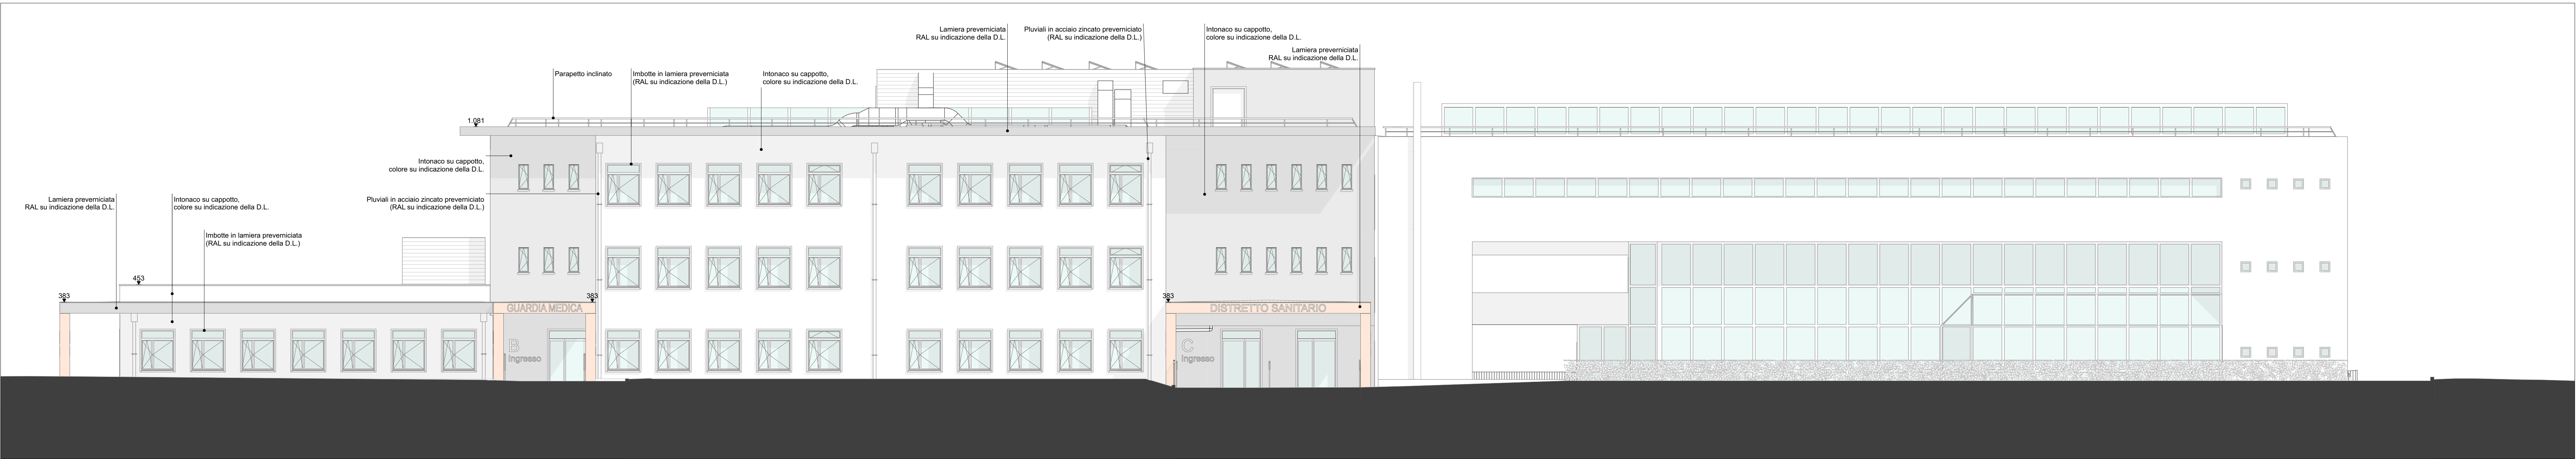 Lamiera preverniciata
RAL su indicazione della D.L.
Pluviali in acciaio zincato preverniciato
(RAL su indicazione della D.L.)
Intonaco su cappotto,
colore su indicazione della D.L.
Lamiera preverniciata
RAL su indicazione della D.L.
Parapetto inclinato
Imbotte in lamiera preverniciata
(RAL su indicazione della D.L.)
Intonaco su cappotto,
colore su indicazione della D.L.
1.081
Intonaco su cappotto,
colore su indicazione della D.L.
Lamiera preverniciata
RAL su indicazione della D.L.
Intonaco su cappotto,
colore su indicazione della D.L.
Pluviali in acciaio zincato preverniciato
(RAL su indicazione della D.L.)
Imbotte in lamiera preverniciata
(RAL su indicazione della D.L.)
453
383
383
383
GUARDIA MEDICA
DISTRETTO SANITARIO
B
Ingresso
C
Ingresso